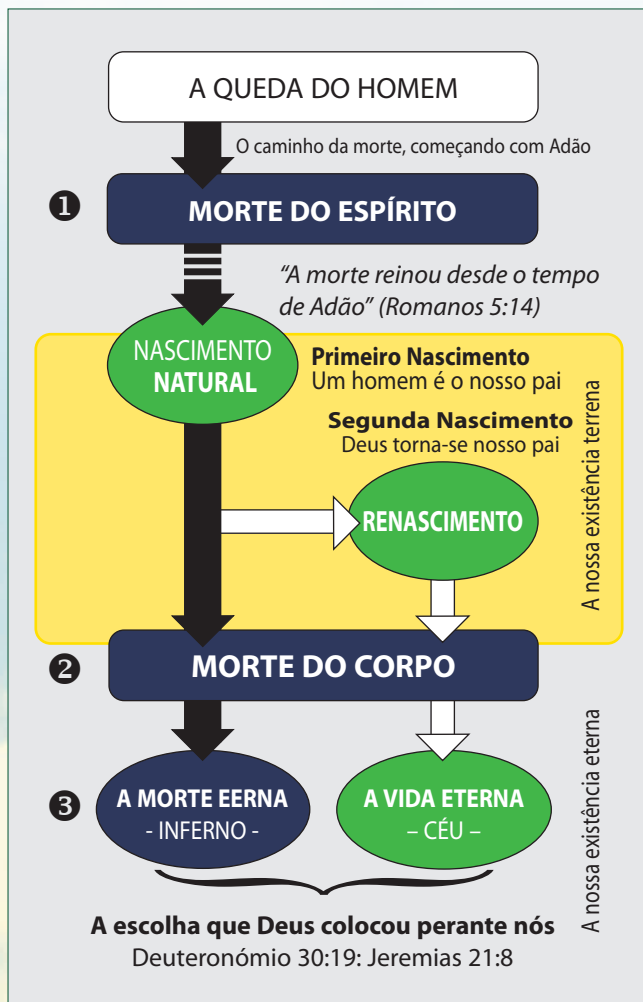 A QUEDA DO HOMEM
O caminho da morte, começando com Adão
❶
MORTE DO ESPÍRITO
“A morte reinou desde o tempo
de Adão” (Romanos 5:14)
NASCIMENTO
NATURAL
Primeiro Nascimento
Um homem é o nosso pai
Segunda Nascimento
Deus torna-se nosso pai
RENASCIMENTO
A nossa existência terrena
❷
MORTE DO CORPO
❸
A MORTE EERNA
- INFERNO -
A VIDA ETERNA
– CÉU –
A nossa existência eterna
A escolha que Deus colocou perante nós
Deuteronómio 30:19: Jeremias 21:8